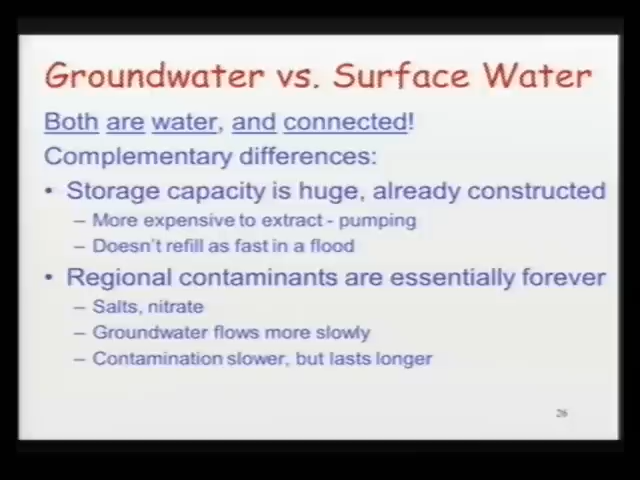 Groundwater vs. Surface Water
Both are water, and connected!
Complementary differences:
• Storage capacity is huge, already constructed
– More expensive to extract - pumping
– Doesn't refill as fast in a flood
• Regional contaminants are essentially forever
– Salts, nitrate
– Groundwater flows more slowly
– Contamination slower, but lasts longer
26